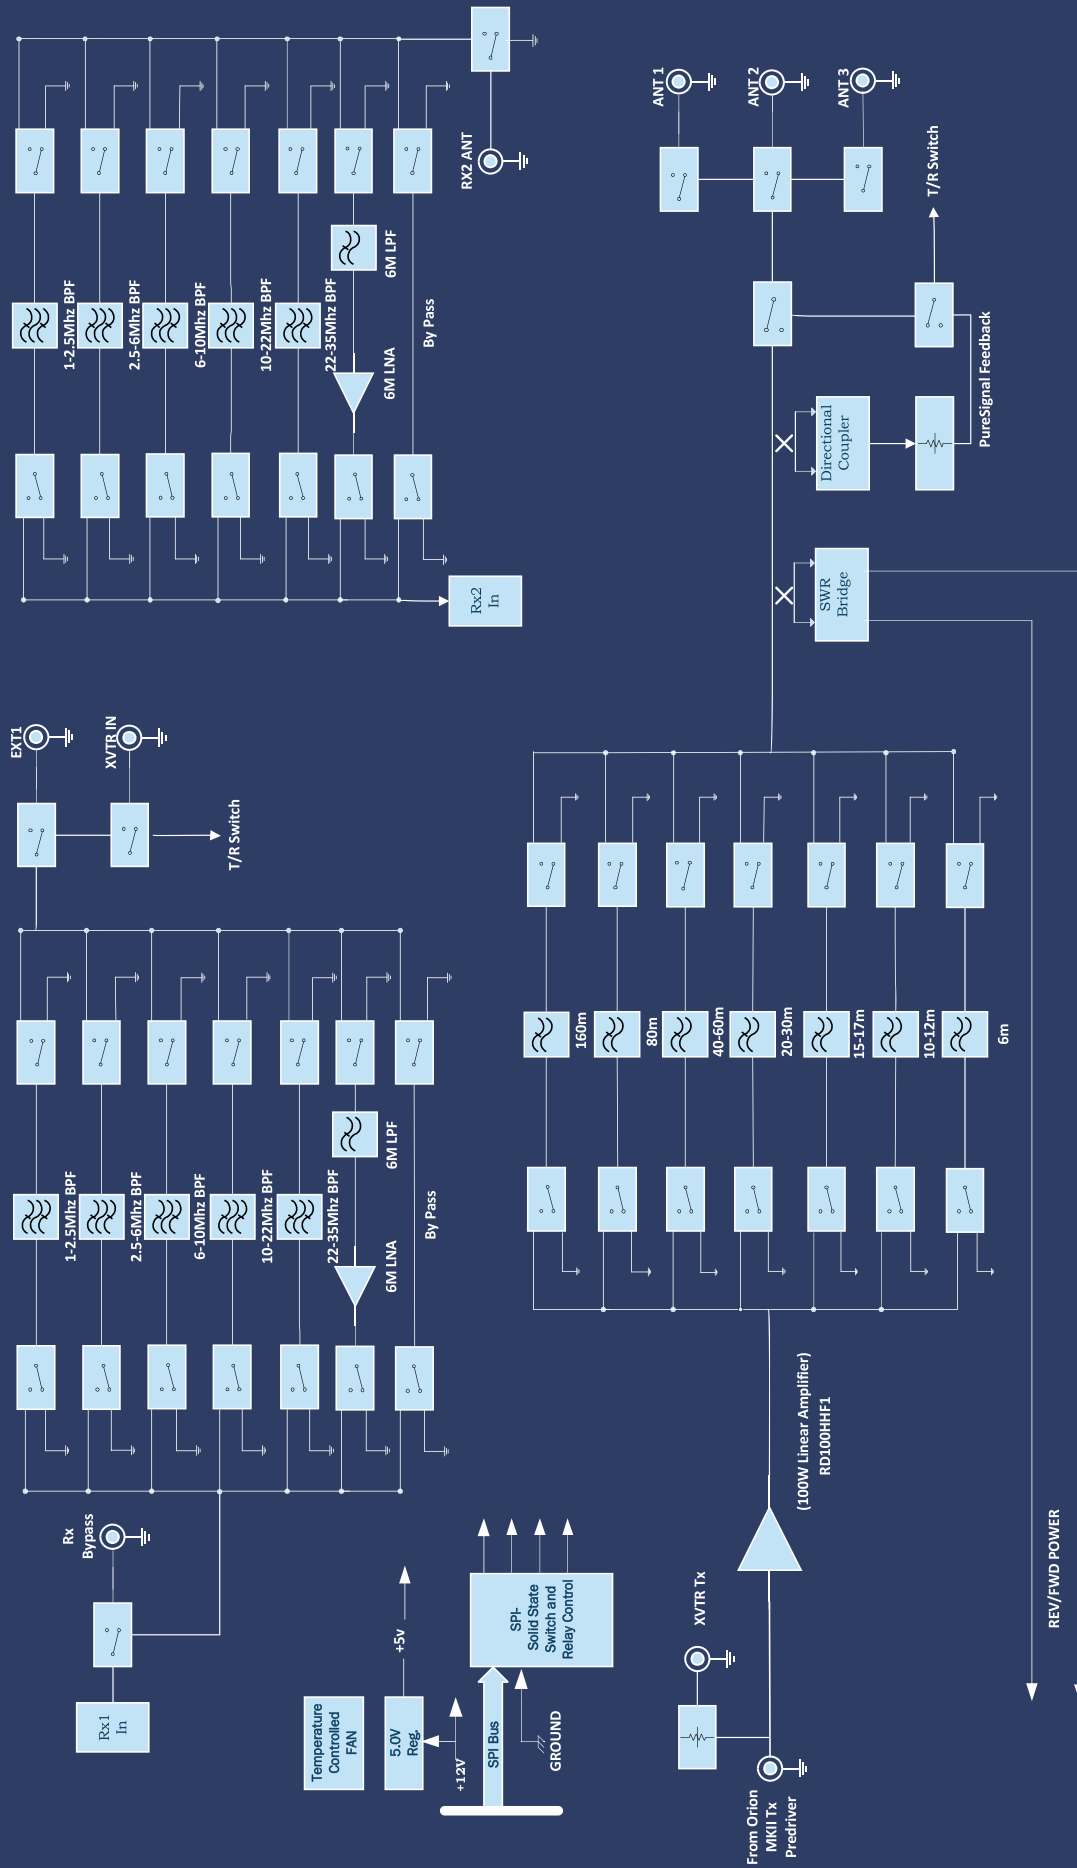 Rx1
In
Rx
Bypass
1-2.5Mhz BPF
2.5-6Mhz BPF
6-10Mhz BPF
10-22Mhz BPF
22-35Mhz BPF
6M LNA
6M LPF
By Pass
EXT1
XVTR IN
T/R Switch
1-2.5Mhz BPF
2.5-6Mhz BPF
6-10Mhz BPF
10-22Mhz BPF
22-35Mhz BPF
6M LNA
6M LPF
By Pass
Rx2
In
RX2 ANT
Temperature
Controlled
FAN
5.0V
Reg.
+5v
+12V
SPI Bus
GROUND
SPI-
Solid State
Switch and
Relay Control
From Orion
MKII Tx
Predriver
XVTR Tx
(100W Linear Amplifier)
RD100HHF1
160m
80m
40-60m
20-30m
15-17m
10-12m
6m
SWR
Bridge
Directional
Coupler
PureSignal Feedback
T/R Switch
ANT 1
ANT 2
ANT 3
REV/FWD POWER